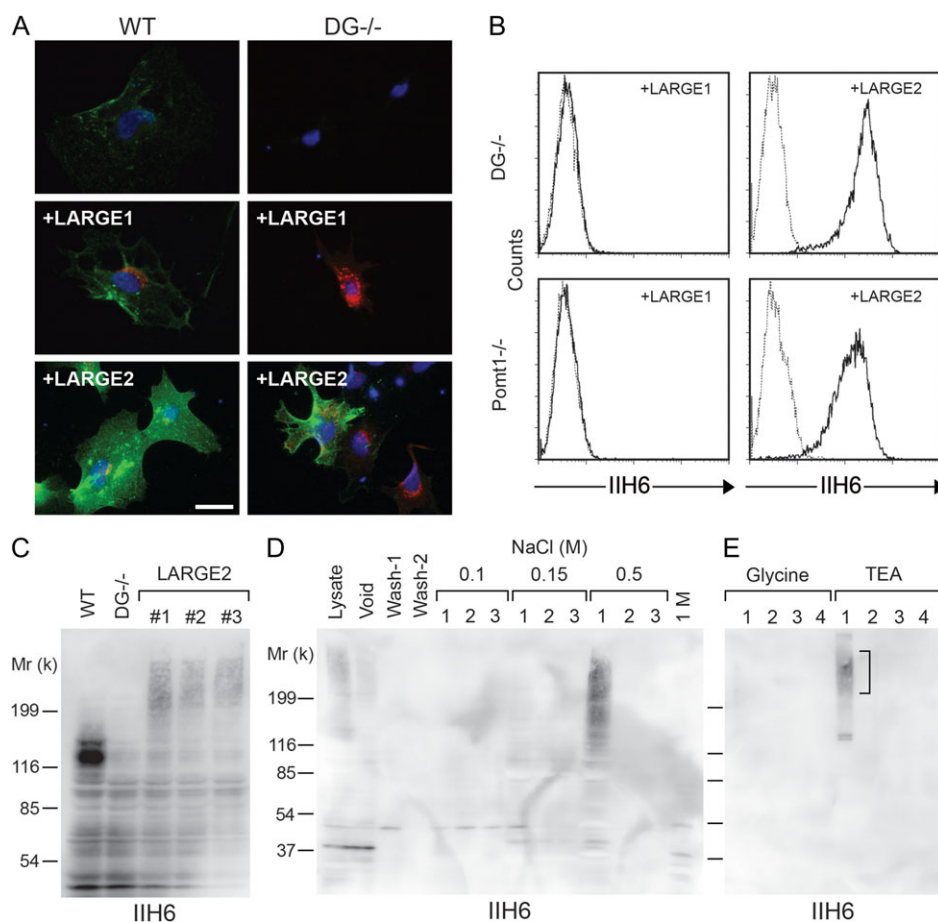 A
WT
DG-/-
+LARGE1
+LARGE2
B
DG-/-
Pomt1-/-
Counts
+LARGE1
+LARGE2
+LARGE1
+LARGE2
IIH6
IIH6
C
WT
DG-/-
LARGE2
#1 #2 #3
Mr (k)
199
116
85
54
IIH6
D
Lysate
Void
Wash-1
Wash-2
NaCl (M)
0.1 0.15 0.5
1 2 3 1 2 3 1 2 3
1 M
Mr (k)
199
116
85
54
37
IIH6
E
Glycine TEA
1 2 3 4 1 2 3 4
IIH6